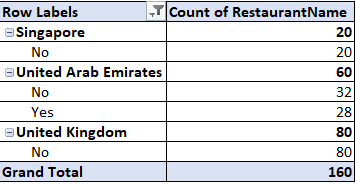 Row Labels Count of RestaurantName
Singapore 20
No 20
United Arab Emirates 60
No 32
Yes 28
United Kingdom 80
No 80
Grand Total 160